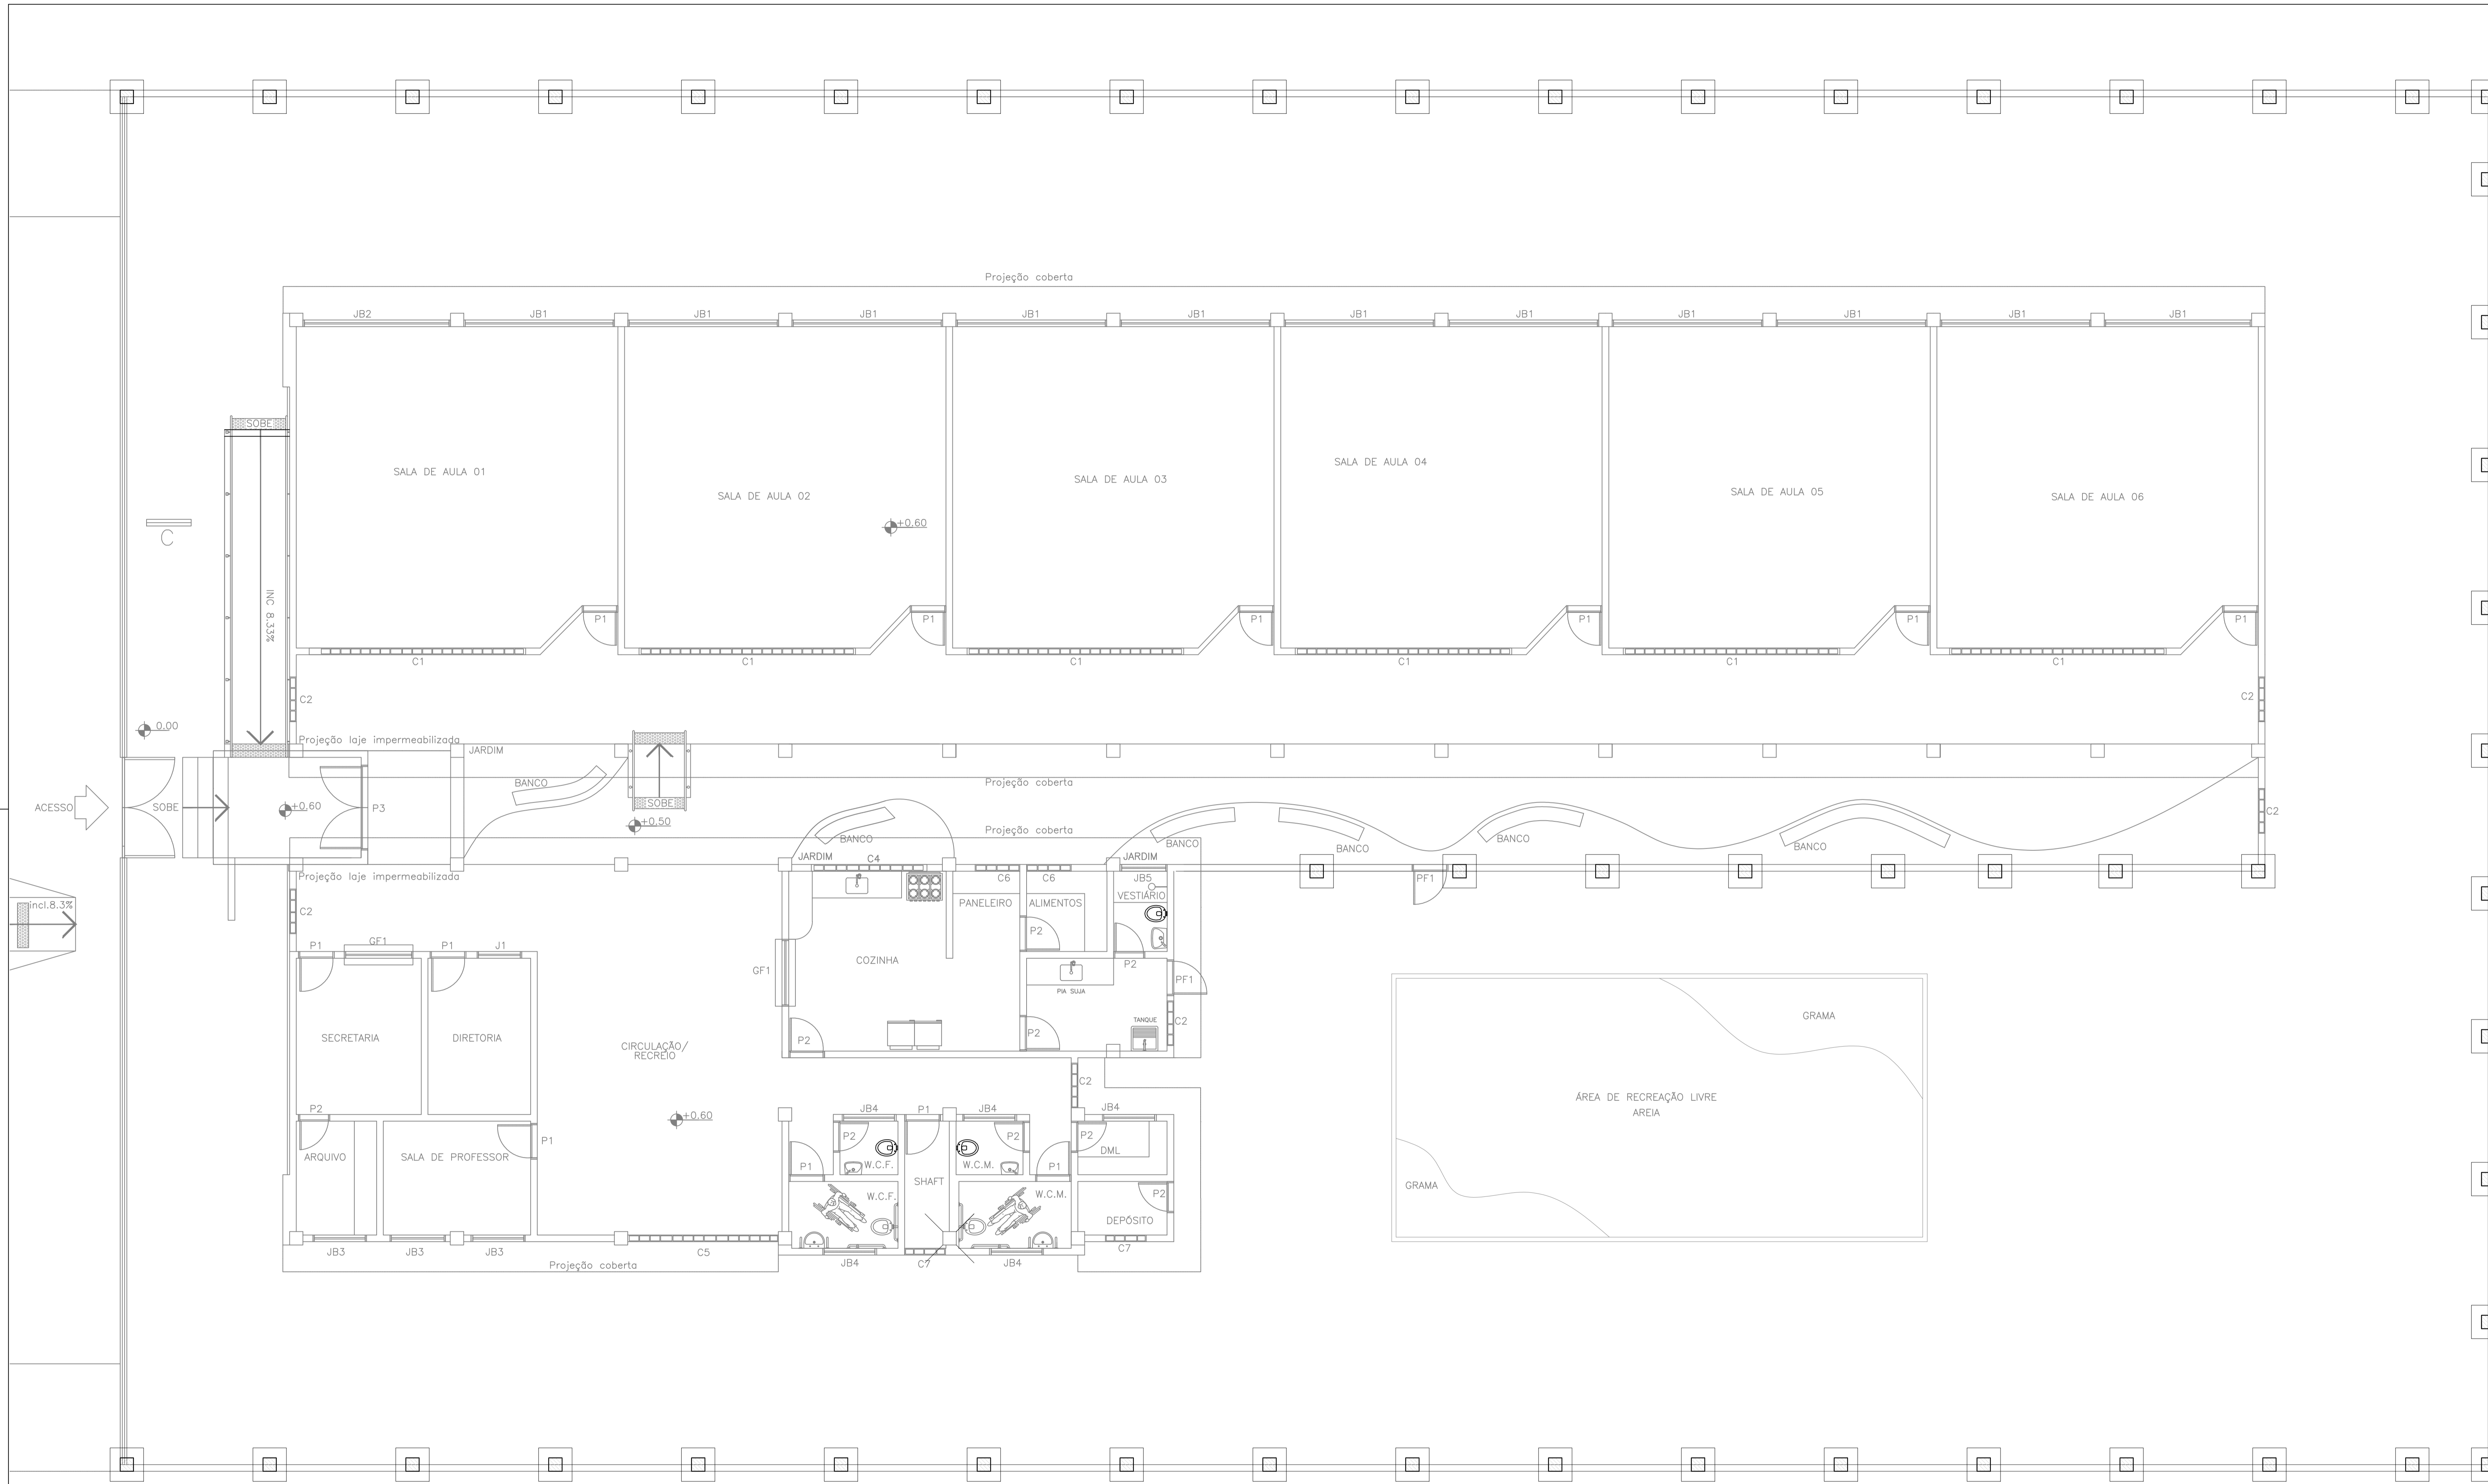 Projeção coberta
JB2
JB1
JB1
JB1
JB1
JB1
JB1
JB1
JB1
JB1
JB1
JB1
SOBE
SALA DE AULA 01
SALA DE AULA 02
SALA DE AULA 03
SALA DE AULA 04
SALA DE AULA 05
SALA DE AULA 06
+0.60
C
INC 8.33%
P1
P1
P1
P1
P1
P1
C1
C1
C1
C1
C1
C1
C2
C2
0.00
Projeção laje impermeabilizada
JARDIM
BANCO
Projeção coberta
ACESSO
SOBE
+0.60
P3
SOBE
+0.50
Projeção coberta
C2
BANCO
BANCO
BANCO
BANCO
BANCO
JARDIM
C4
JARDIM
Projeção laje impermeabilizada
C6
C6
JB5
PF1
VESTIÁRIO
incl.8.3%
C2
PANELEIRO
ALIMENTOS
P2
P1
GF1
P1
J1
COZINHA
P2
GF1
PF1
PIA SUJA
TANQUE
C2
GRAMA
SECRETARIA
DIRETORIA
CIRCULAÇÃO/
RECREIO
P2
P2
C2
ÁREA DE RECREAÇÃO LIVRE
AREIA
P2
+0.60
JB4
P1
JB4
JB4
P1
P2
P2
P2
DML
ARQUIVO
SALA DE PROFESSOR
P1
W.C.F.
W.C.M.
P1
SHAFT
W.C.F.
W.C.M.
P2
GRAMA
DEPÓSITO
JB3
JB3
JB3
C5
JB4
C7
JB4
C7
Projeção coberta